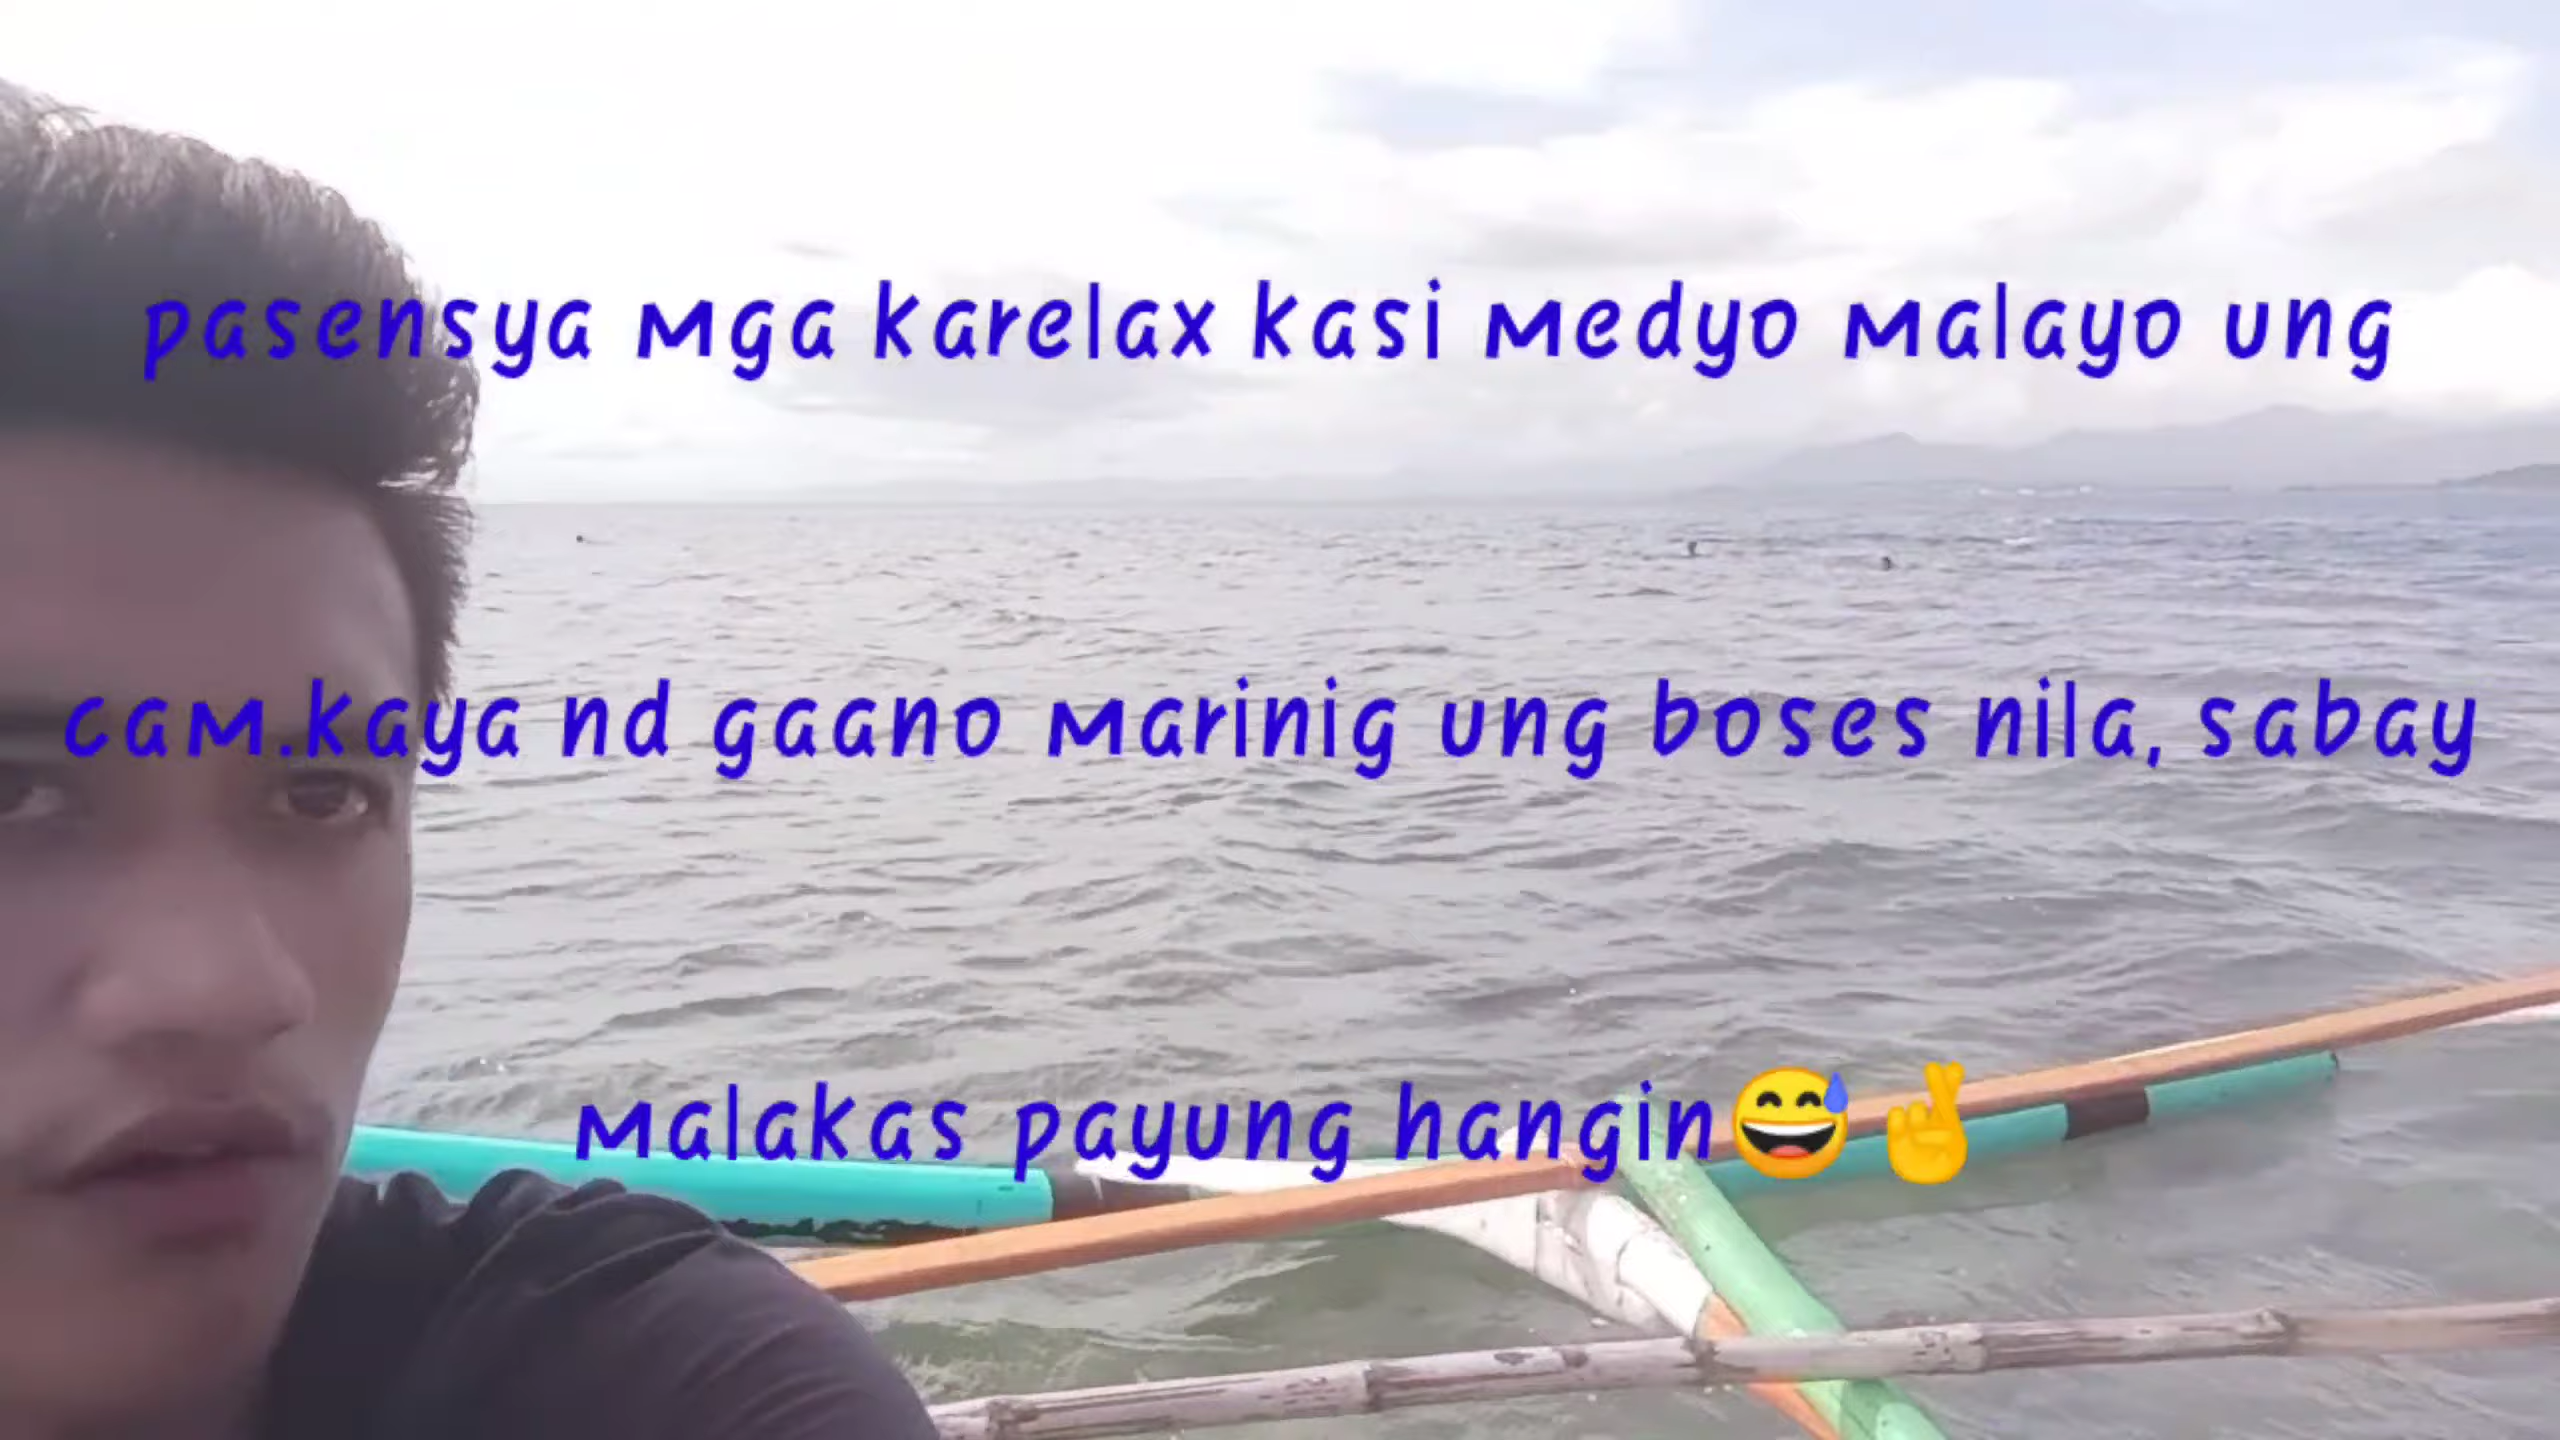 pasensya mga karelax kasi medyo malayo ung
cam.kaya nd gaano marinig ung boses nila, sabay
malakas payung hangin😅🤞